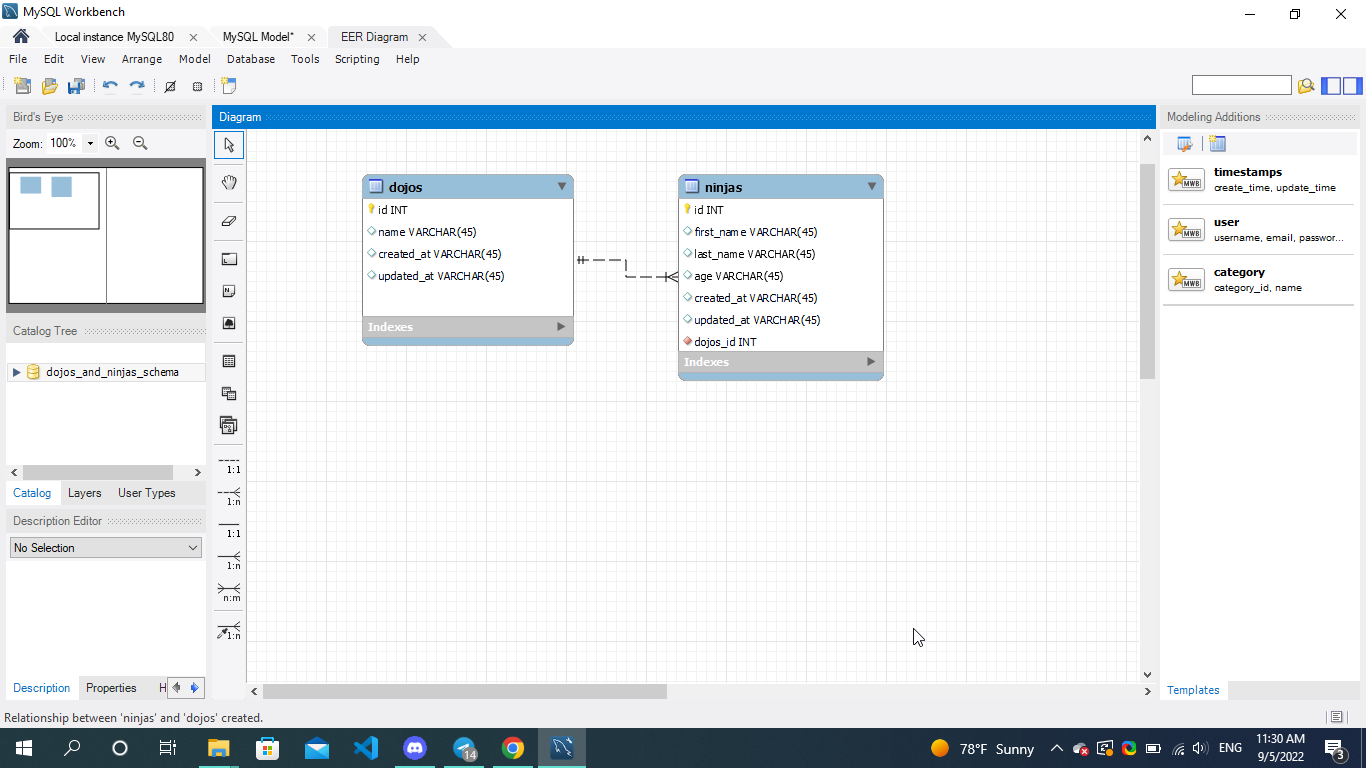 MySQL Workbench
Local instance MySQL80
MySQL Model*
EER Diagram
File Edit View Arrange Model Database Tools Scripting Help
Bird's Eye
Zoom: 100%
Catalog Tree
dojos_and_ninjas_schema
Catalog Layers User Types
Description Editor
No Selection
Description Properties H
Diagram
1:1
1:n
1:1
1:n
n:m
1:n
dojos
id INT
name VARCHAR(45)
created_at VARCHAR(45)
updated_at VARCHAR(45)
Indexes
ninjas
id INT
first_name VARCHAR(45)
last_name VARCHAR(45)
age VARCHAR(45)
created_at VARCHAR(45)
updated_at VARCHAR(45)
dojos_id INT
Indexes
Modeling Additions
MWB
timestamps
create_time, update_time
MWB
user
username, email, passwor...
MWB
category
category_id, name
Templates
Relationship between 'ninjas' and 'dojos' created.
14
78°F Sunny
ENG
11:30 AM
9/5/2022
3